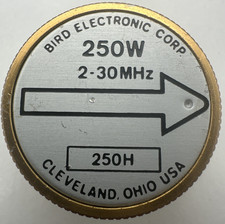 BIRD ELECTRONIC CORP.
250W
2-30MHz
250H
CLEVELAND, OHIO USA